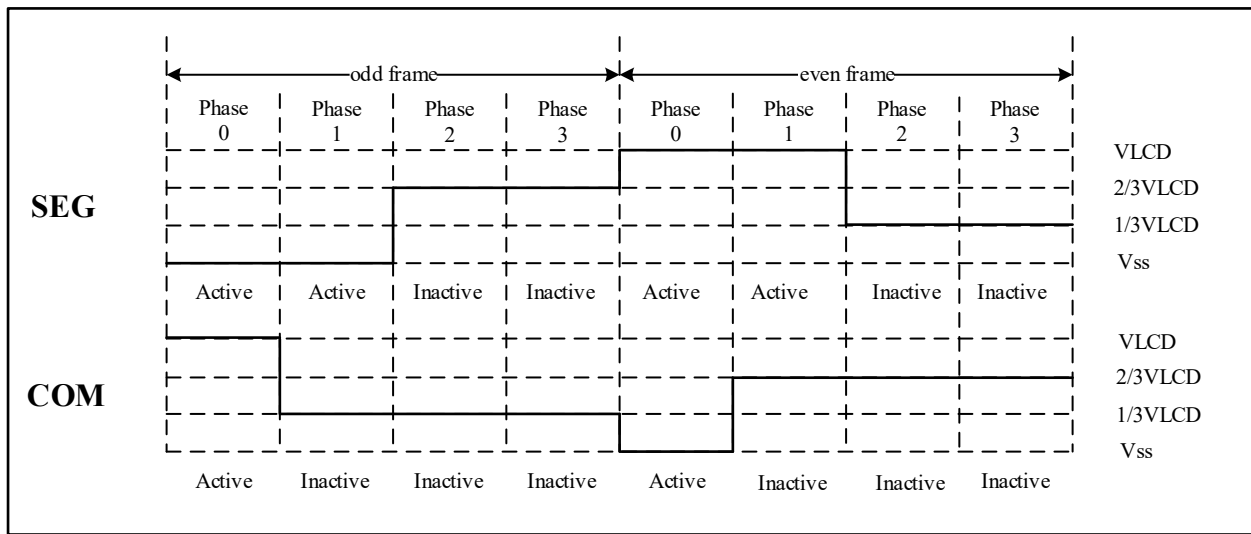 odd frame even frame
Phase 0 Phase 1 Phase 2 Phase 3 Phase 0 Phase 1 Phase 2 Phase 3
VLCD
2/3VLCD
SEG
1/3VLCD
Vss
Active Active Inactive Inactive Active Active Inactive Inactive
VLCD
2/3VLCD
COM
1/3VLCD
Vss
Active Inactive Inactive Inactive Active Inactive Inactive Inactive